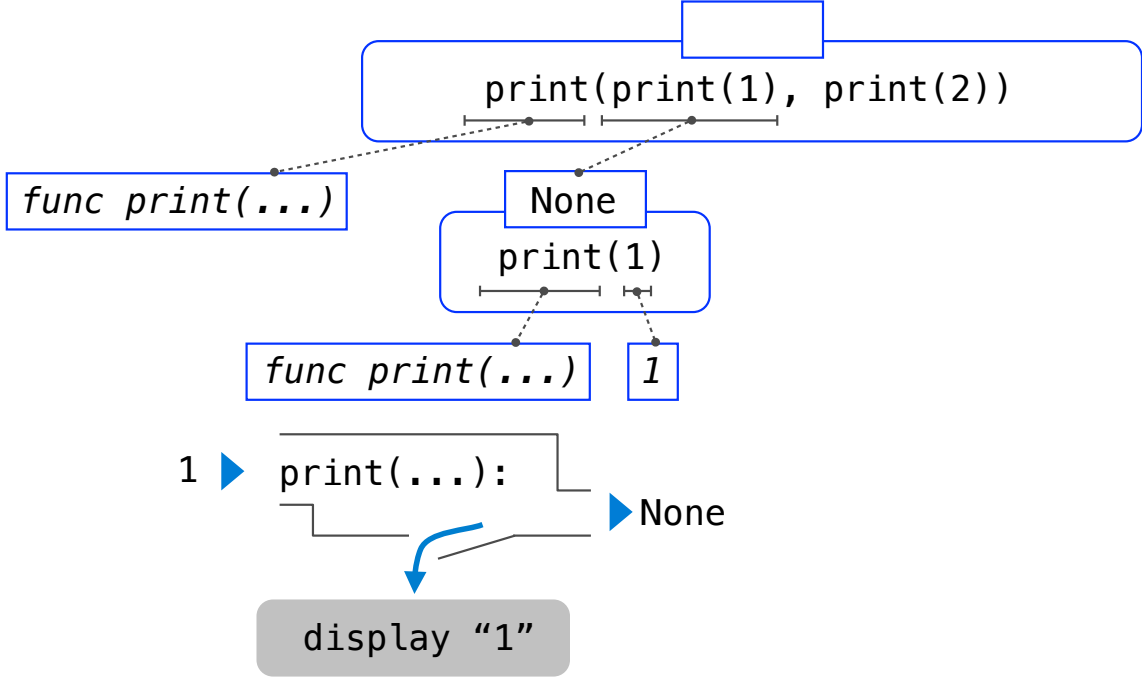 print(print(1), print(2))
func print(...)
None
print(1)
func print(...)
1
1
print(...):
None
display “1”